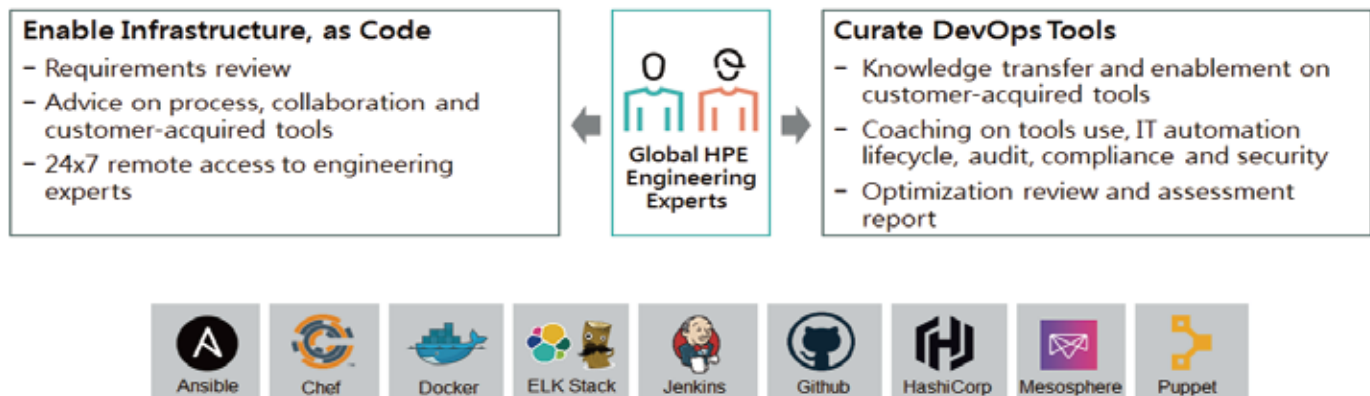 Enable Infrastructure, as Code
– Requirements review
– Advice on process, collaboration and
customer-acquired tools
– 24x7 remote access to engineering
experts
Global HPE
Engineering
Experts
Curate DevOps Tools
– Knowledge transfer and enablement on
customer-acquired tools
– Coaching on tools use, IT automation
lifecycle, audit, compliance and security
– Optimization review and assessment
report
Ansible
Chef
Docker
ELK Stack
Jenkins
Github
HashiCorp
Mesosphere
Puppet